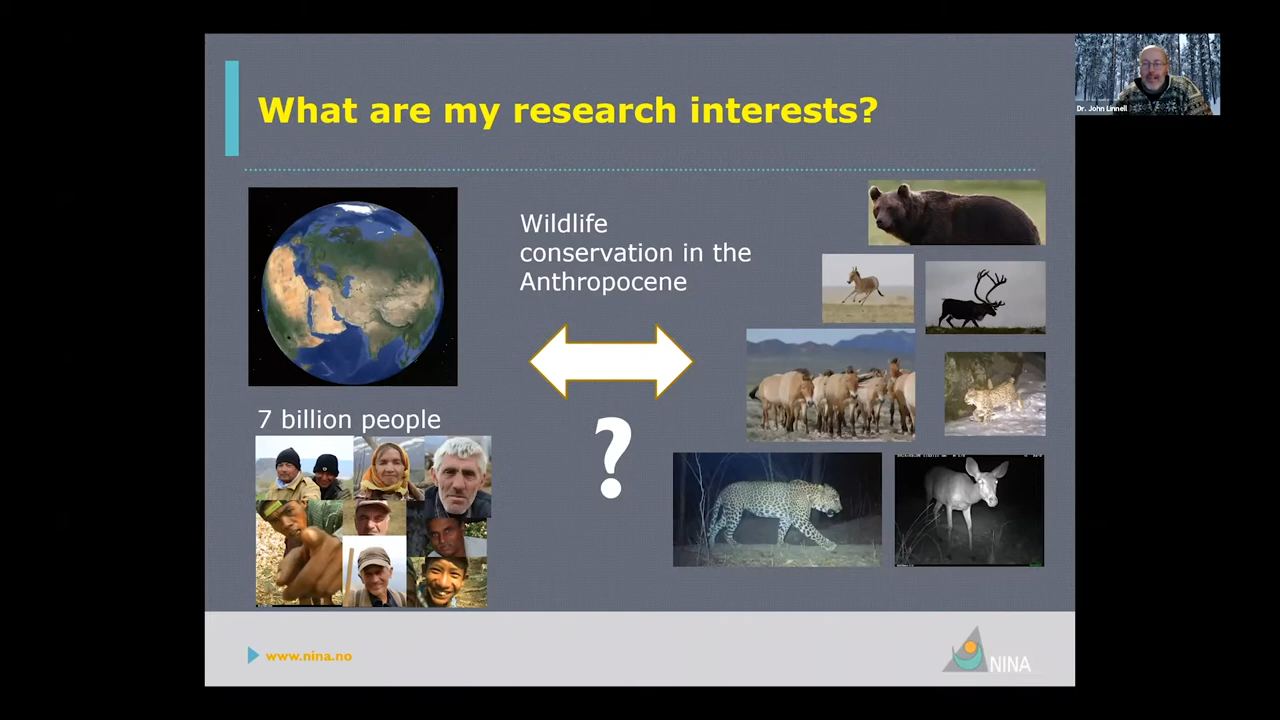 What are my research interests?
Dr. John Linnell
Wildlife
conservation in the
Anthropocene
7 billion people
?
www.nina.no
NINA